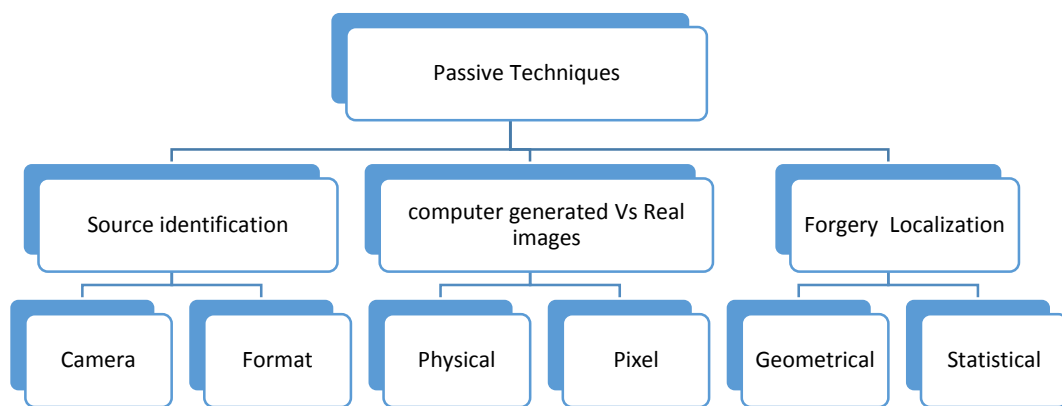 Passive Techniques
Source identification
computer generated Vs Real
images
Forgery Localization
Camera
Format
Physical
Pixel
Geometrical
Statistical